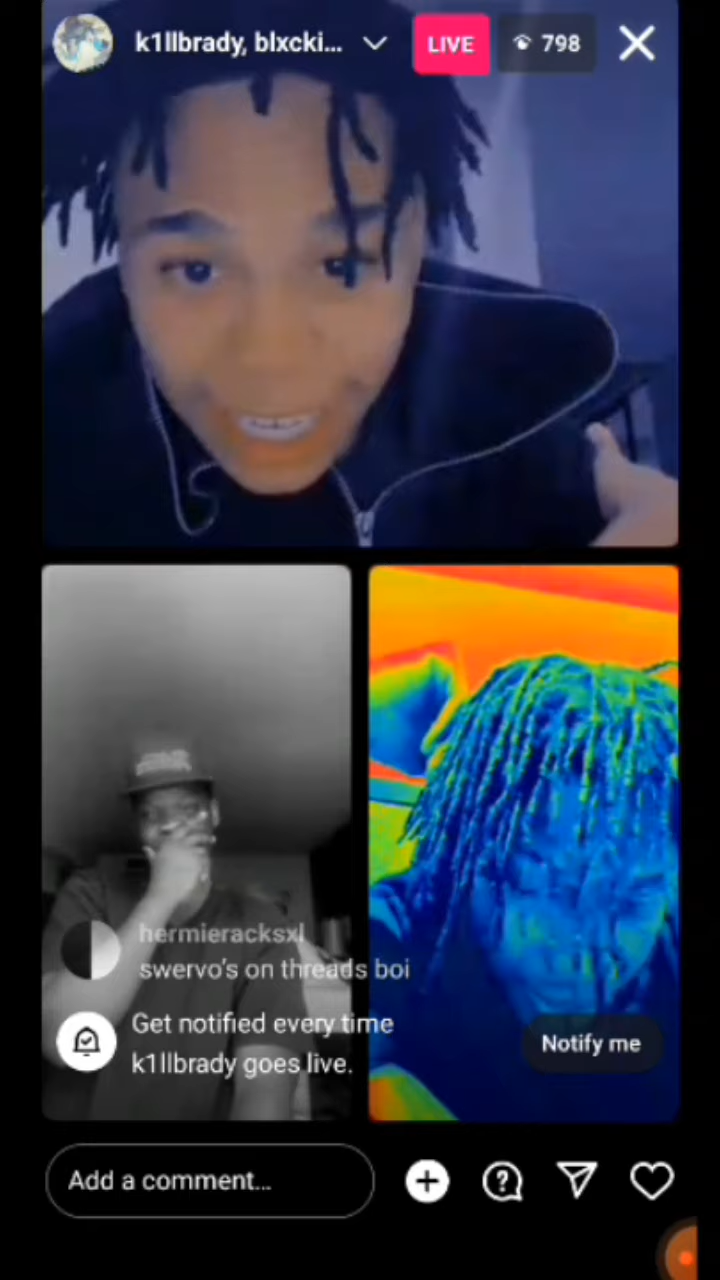 k1llbrady, blxcki...
LIVE
798
hermieracksxl
swervo's on threads boi
Get notified every time
k1llbrady goes live.
Notify me
Add a comment...